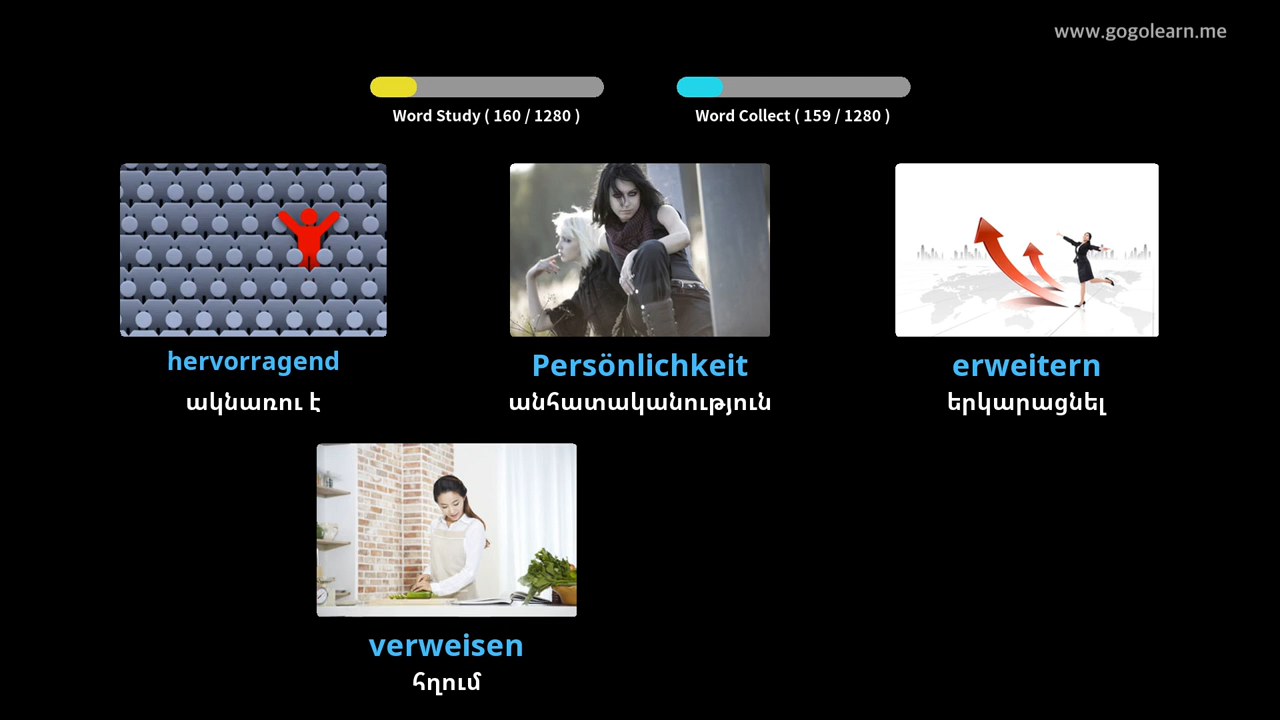 www.gogolearn.me
Word Study ( 160 / 1280 )
Word Collect ( 159 / 1280 )
hervorragend
ակնառու է
Persönlichkeit
անհատականություն
erweitern
երկարացնել
verweisen
հղում